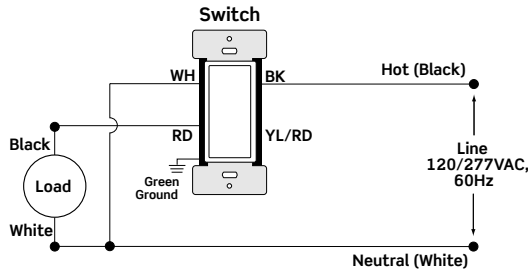 Switch
WH
BK
Hot (Black)
RD
YL/RD
Black
Load
Green
Ground
Line
120/277VAC,
60Hz
White
Neutral (White)